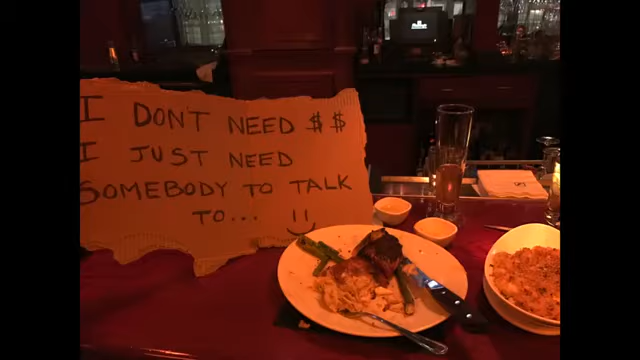 I DON'T NEED $$
I JUST NEED
SOMEBODY TO TALK
TO...